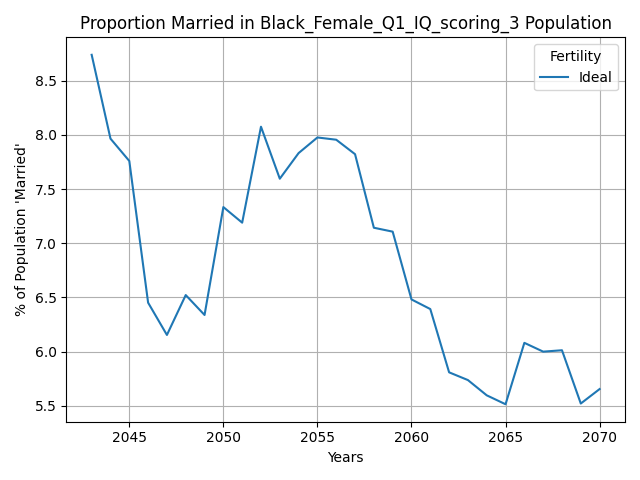 Proportion Married in Black_Female_Q1_IQ_scoring_3 Population
Fertility
Ideal
% of Population 'Married'
8.5
8.0
7.5
7.0
6.5
6.0
5.5
2045 2050 2055 2060 2065 2070
Years